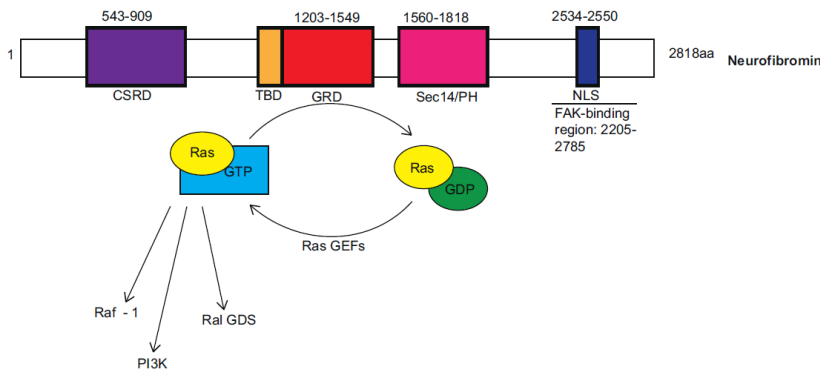 543-909
1203-1549
1560-1818
2534-2550
1
2818aa
Neurofibromin
CSRD
TBD
GRD
Sec14/PH
NLS
FAK-binding
region: 2205-
2785
Ras
GTP
Ras
GDP
Ras GEFs
Raf - 1
Ral GDS
PI3K